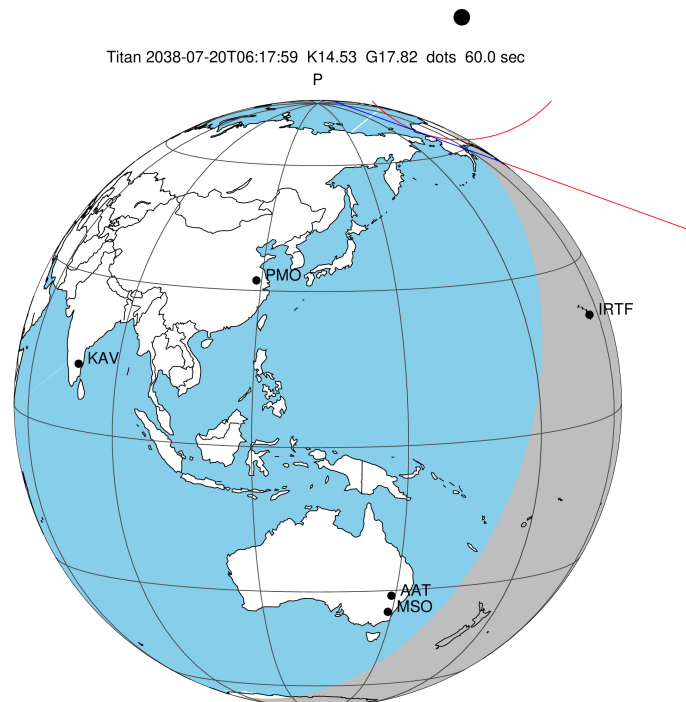 Titan 2038-07-20T06:17:59 K14.53 G17.82 dots 60.0 sec
P
PMO
IRTF
KAV
AAT
MSO